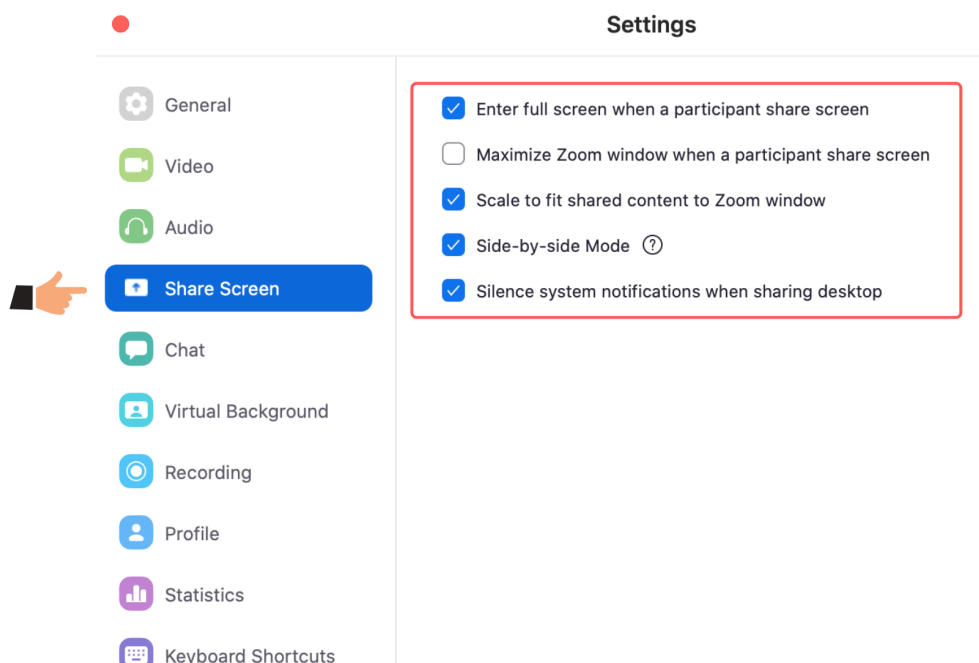 Settings
General
Video
Audio
Share Screen
Chat
Virtual Background
Recording
Profile
Statistics
Keyboard Shortcuts
Enter full screen when a participant share screen
Maximize Zoom window when a participant share screen
Scale to fit shared content to Zoom window
Side-by-side Mode ?
Silence system notifications when sharing desktop